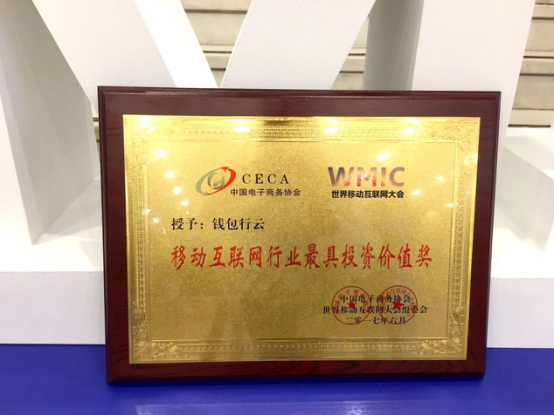 CECA
中国电子商务协会
WMIC
世界移动互联网大会
授予：钱包行云
移动互联网行业最具投资价值奖
中国电子商务协会
世界移动互联网大会组委会
二〇一七年六月